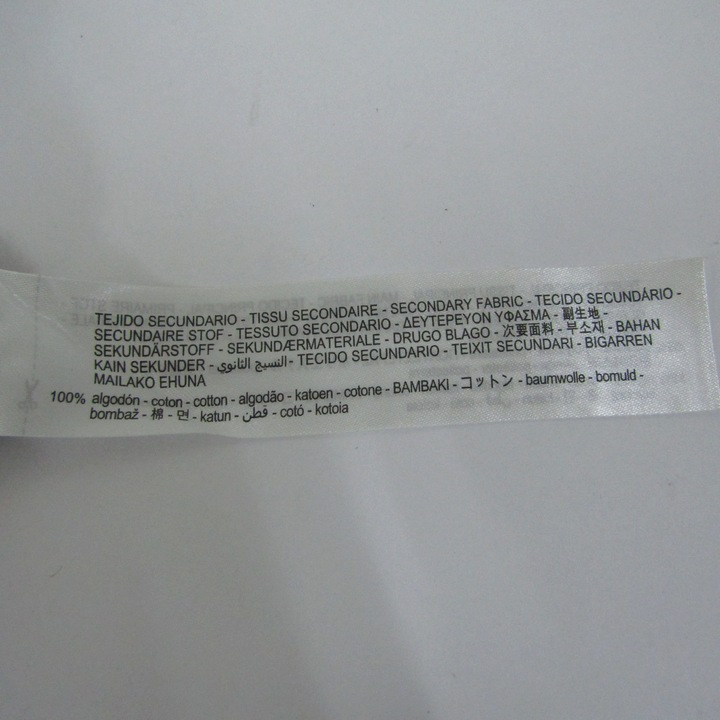 TEJIDO SECUNDARIO - TISSU SECONDAIRE - SECONDARY FABRIC - TECIDO SECUNDÁRIO -
SECUNDAIRE STOF - TESSUTO SECONDARIO - ΔΕΥΤΕΡΕΥΟΝ ΥΦΑΣΜΑ - 副生地 -
SEKUNDÄRSTOFF - SEKUNDÆRMATERIALE - DRUGO BLAGO - 次要面料 - 부소재 - BAHAN
KAIN SEKUNDER - النسيج الثانوي - TECIDO SECUNDARIO - TEIXIT SECUNDARI - BIGARREN
MAILAKO EHUNA
100% algodón - coton - cotton - algodão - katoen - cotone - ΒΑΜΒΑΚΙ - コットン - baumwolle - bomuld -
bombaž - 棉 - 면 - katun - قطن - cotó - kotoia